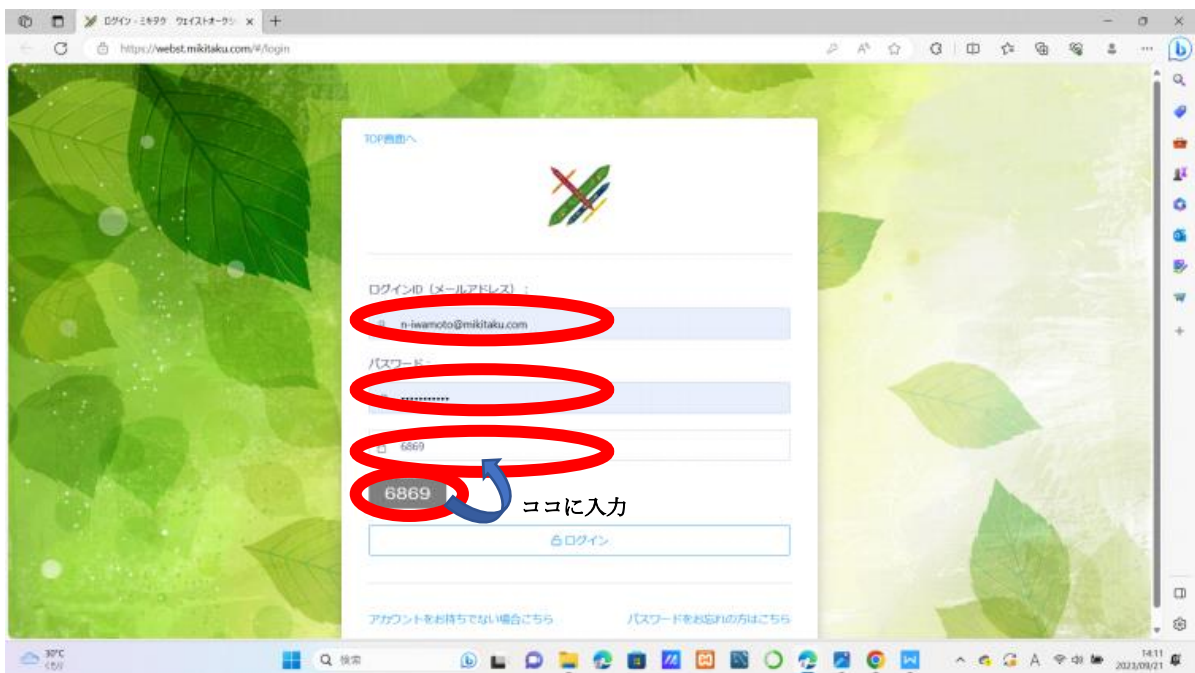 ログイン - ミキタク ウェイストオークシ
https://webst.mikitaku.com/#/login
TOP画面へ
ログインID（メールアドレス）:
n-iwamoto@mikitaku.com
パスワード:
6869
6869
ココに入力
ログイン
アカウントをお持ちでない場合こちら
パスワードをお忘れの方はこちら
30°C
くもり
検索
A
14:11
2023/09/21